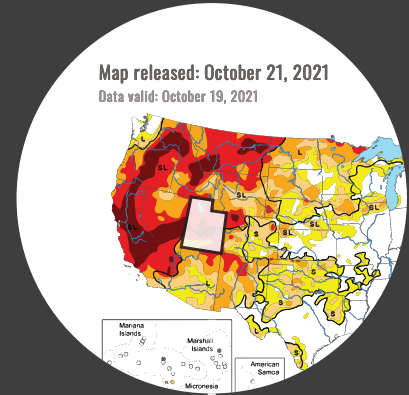 Map released: October 21, 2021
Data valid: October 19, 2021
L
SL
L
SL
SL
S
SL
SL
SL
S
S
S
L
L
S
S
Mariana
Islands
Marshall
Islands
American
Samoa
Micronesia